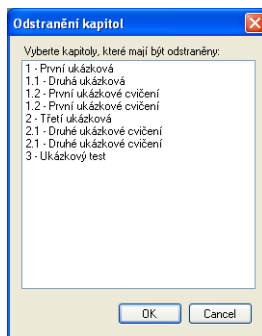 Odstranění kapitol
Vyberte kapitoly, které mají být odstraněny:
1 - První ukázková
1.1 - Druhá ukázková
1.2 - První ukázkové cvičení
1.2 - První ukázkové cvičení
2 - Třetí ukázková
2.1 - Druhé ukázkové cvičení
2.1 - Druhé ukázkové cvičení
3 - Ukázkový test
OK
Cancel